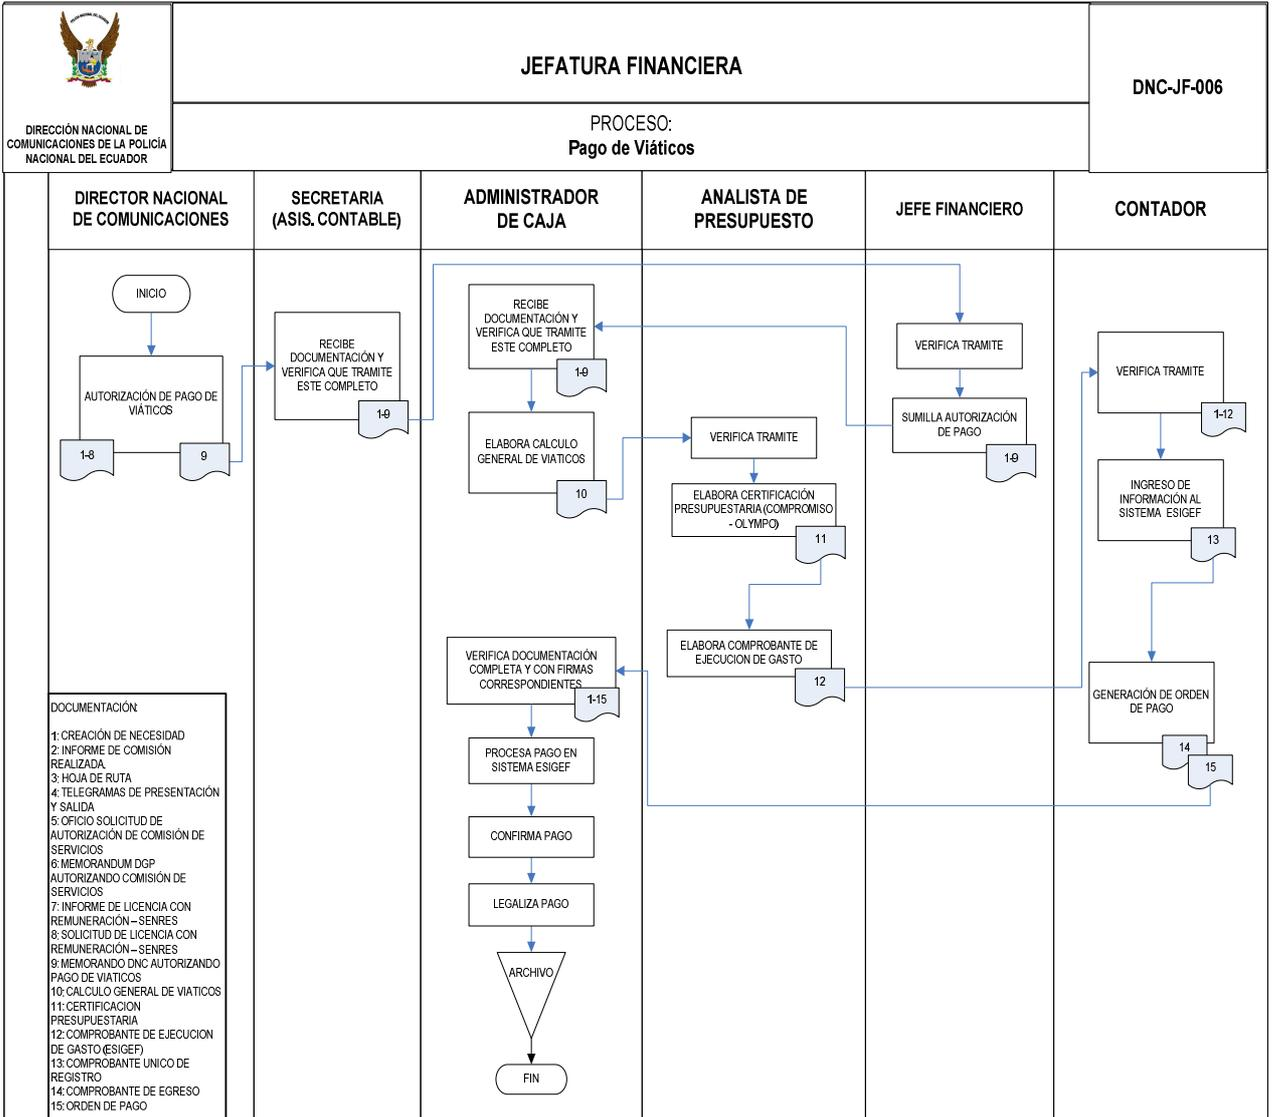 POLICIA NACIONAL DEL ECUADOR
DIRECCIÓN NACIONAL DE
COMUNICACIONES DE LA POLICÍA
NACIONAL DEL ECUADOR
JEFATURA FINANCIERA
PROCESO:
Pago de Viáticos
DNC-JF-006
DIRECTOR NACIONAL
DE COMUNICACIONES
SECRETARIA
(ASIS. CONTABLE)
ADMINISTRADOR
DE CAJA
ANALISTA DE
PRESUPUESTO
JEFE FINANCIERO
CONTADOR
INICIO
AUTORIZACIÓN DE PAGO DE
VIÁTICOS
1-8
9
RECIBE
DOCUMENTACIÓN Y
VERIFICA QUE TRAMITE
ESTE COMPLETO
1-9
RECIBE
DOCUMENTACIÓN Y
VERIFICA QUE TRAMITE
ESTE COMPLETO
1-9
ELABORA CALCULO
GENERAL DE VIATICOS
10
VERIFICA DOCUMENTACIÓN
COMPLETA Y CON FIRMAS
CORRESPONDIENTES
1-15
PROCESA PAGO EN
SISTEMA ESIGEF
CONFIRMA PAGO
LEGALIZA PAGO
ARCHIVO
FIN
VERIFICA TRAMITE
ELABORA CERTIFICACIÓN
PRESUPUESTARIA (COMPROMISO
- OLYMPO)
11
ELABORA COMPROBANTE DE
EJECUCION DE GASTO
12
VERIFICA TRAMITE
SUMILLA AUTORIZACIÓN
DE PAGO
1-9
VERIFICA TRAMITE
1-12
INGRESO DE
INFORMACIÓN AL
SISTEMA ESIGEF
13
GENERACIÓN DE ORDEN
DE PAGO
14
15
DOCUMENTACIÓN:
1: CREACIÓN DE NECESIDAD
2: INFORME DE COMISIÓN
REALIZADA.
3: HOJA DE RUTA
4: TELEGRAMAS DE PRESENTACIÓN
Y SALIDA
5: OFICIO SOLICITUD DE
AUTORIZACIÓN DE COMISIÓN DE
SERVICIOS
6: MEMORANDUM DGP
AUTORIZANDO COMISIÓN DE
SERVICIOS
7: INFORME DE LICENCIA CON
REMUNERACIÓN – SENRES
8: SOLICITUD DE LICENCIA CON
REMUNERACIÓN – SENRES
9: MEMORANDO DNC AUTORIZANDO
PAGO DE VIATICOS
10: CALCULO GENERAL DE VIATICOS
11: CERTIFICACION
PRESUPUESTARIA
12: COMPROBANTE DE EJECUCION
DE GASTO (ESIGEF)
13: COMPROBANTE UNICO DE
REGISTRO
14: COMPROBANTE DE EGRESO
15: ORDEN DE PAGO